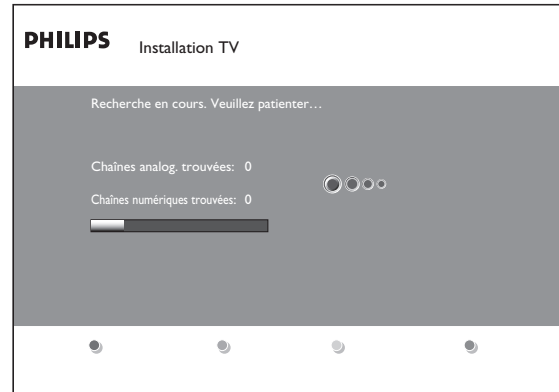 PHILIPS
Installation TV
Recherche en cours. Veuillez patienter…
Chaînes analog. trouvées: 0
Chaînes numériques trouvées: 0